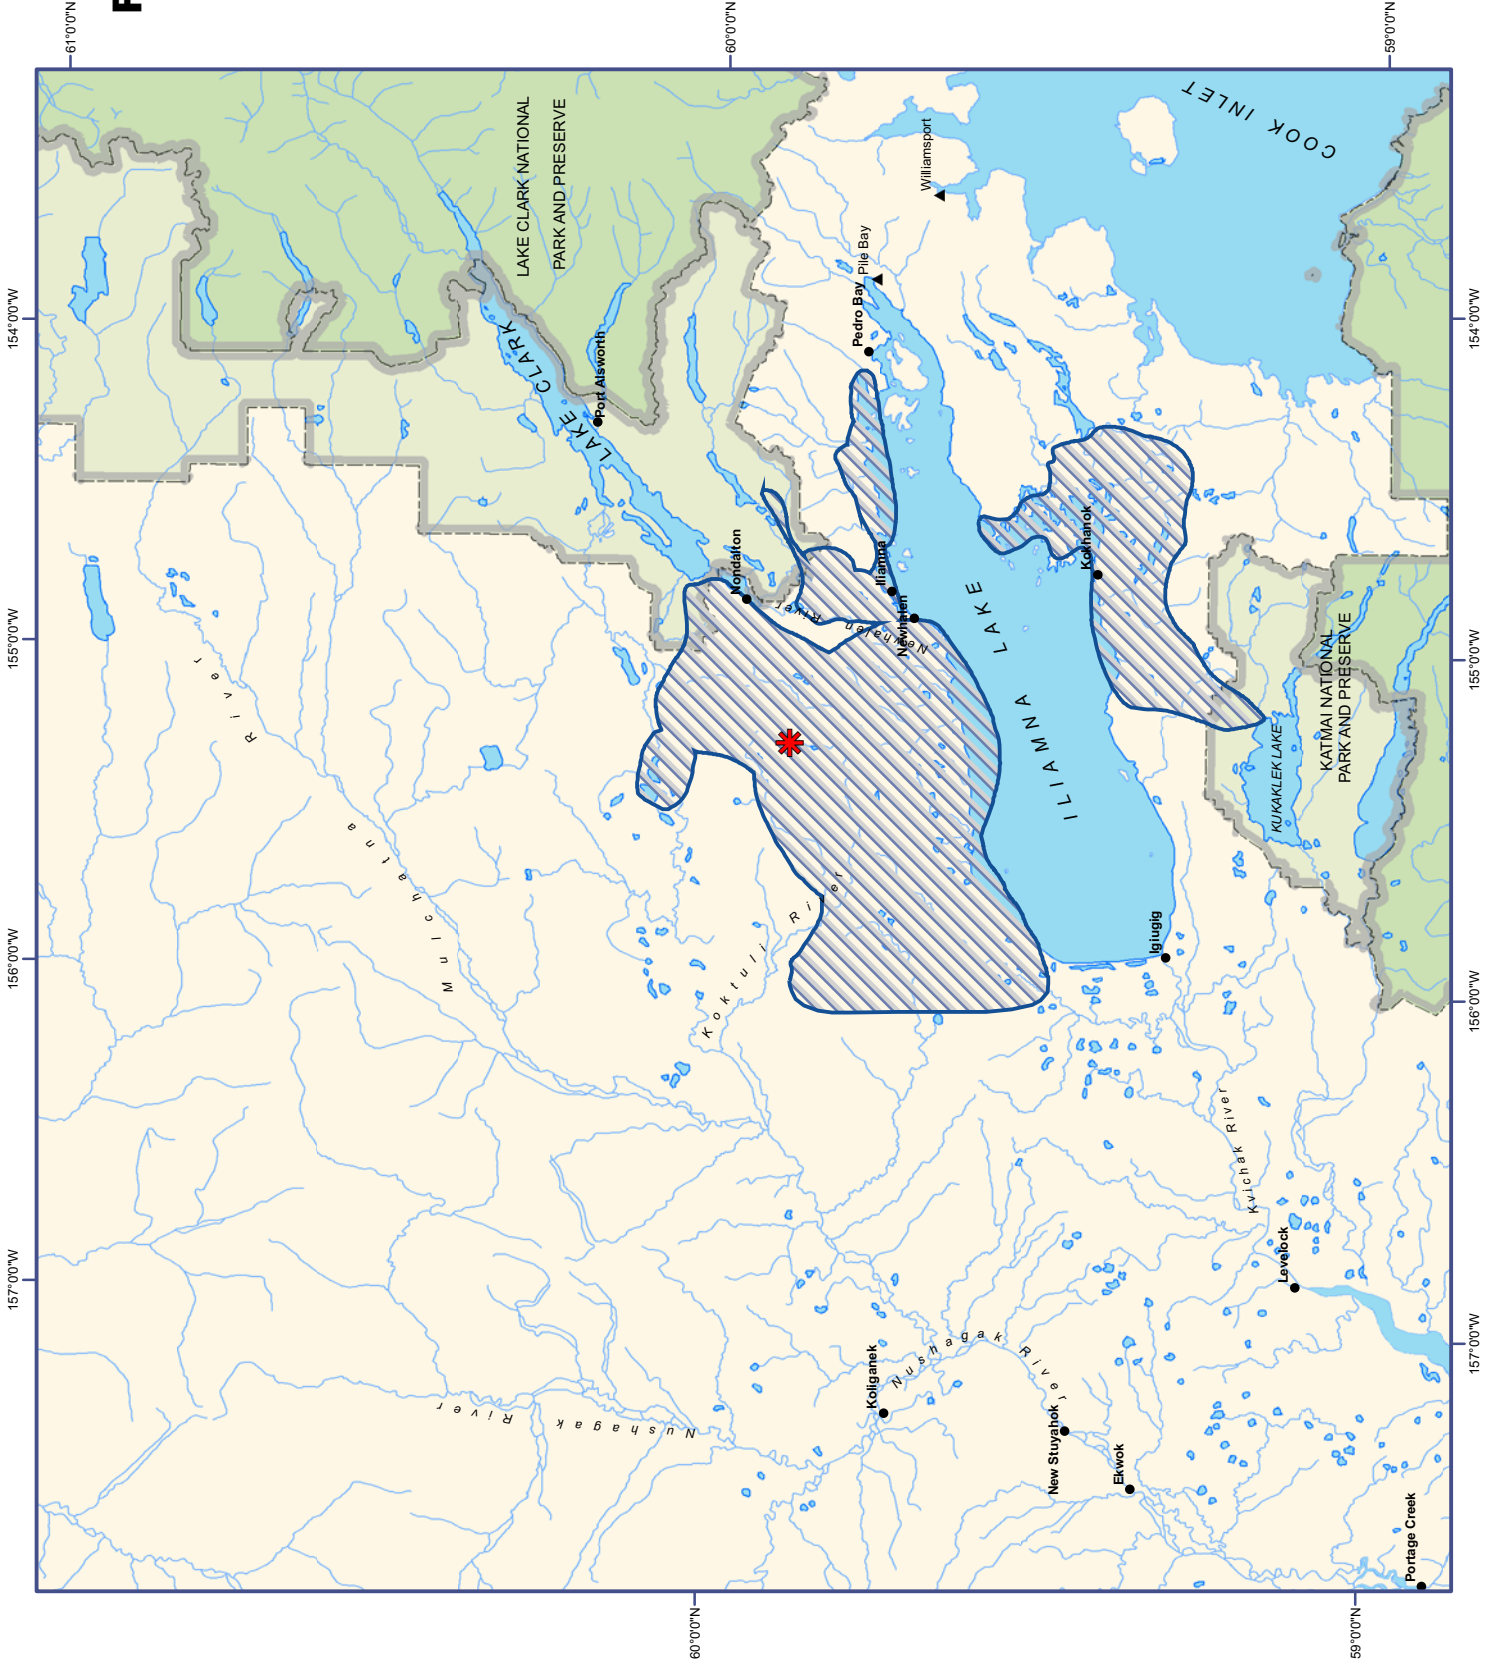 157°0'0"W
156°0'0"W
155°0'0"W
154°0'0"W
61°0'0"N
Mulchatna
River
Nushagak
River
LAKE CLARK
LAKE CLARK NATIONAL
PARK AND PRESERVE
Port Alsworth
60°0'0"N
60°0'0"N
Koktuli River
Nondalton
Newhalen River
Koliganek
Nushagak River
Newhalen
Iliamna
Pedro Bay
Pile Bay
Williamsport
ILIAMNA LAKE
New Stuyahok
Ekwok
Igiugig
Kokhanok
COOK INLET
Kvichak River
Levelock
KUKAKLEK LAKE
KATMAI NATIONAL
PARK AND PRESERVE
Portage Creek
59°0'0"N
59°0'0"N
157°0'0"W
156°0'0"W
155°0'0"W
154°0'0"W